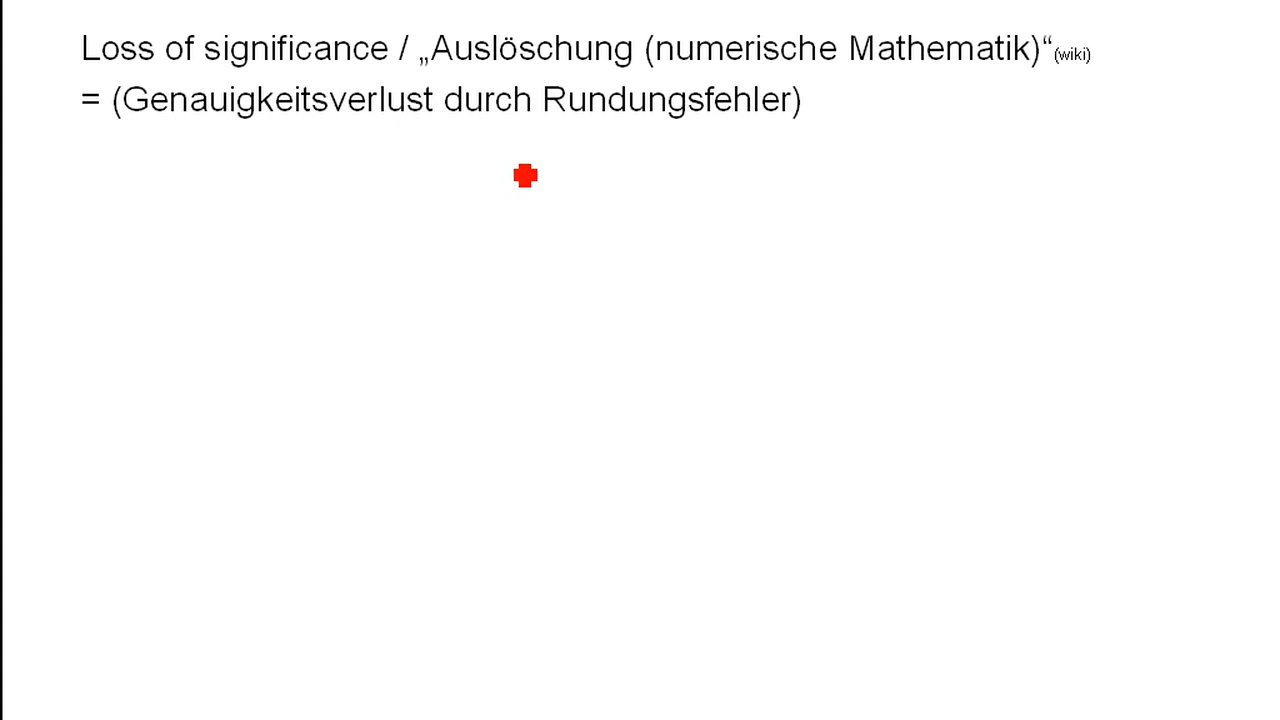 Loss of significance / „Auslöschung (numerische Mathematik)“(wiki)
= (Genauigkeitsverlust durch Rundungsfehler)